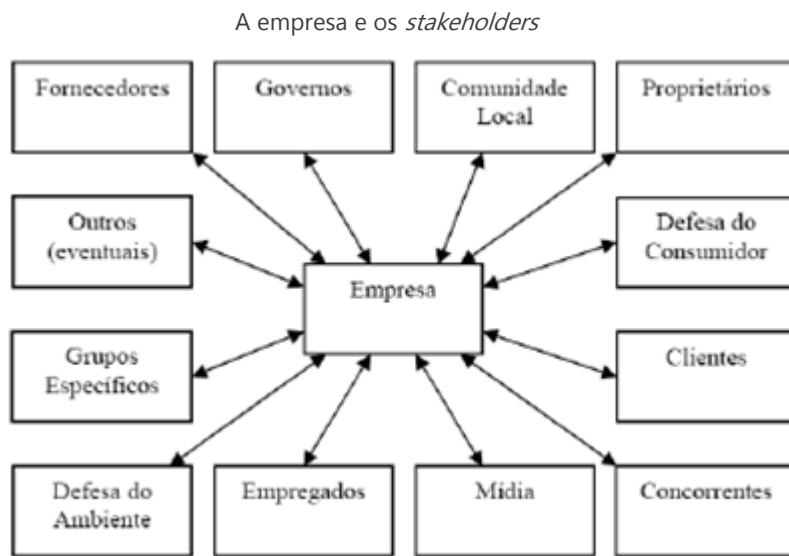 A empresa e os stakeholders
Fornecedores
Governos
Comunidade
Local
Proprietários
Outros
(eventuais)
Defesa do
Consumidor
Empresa
Grupos
Específicos
Clientes
Defesa do
Ambiente
Empregados
Mídia
Concorrentes